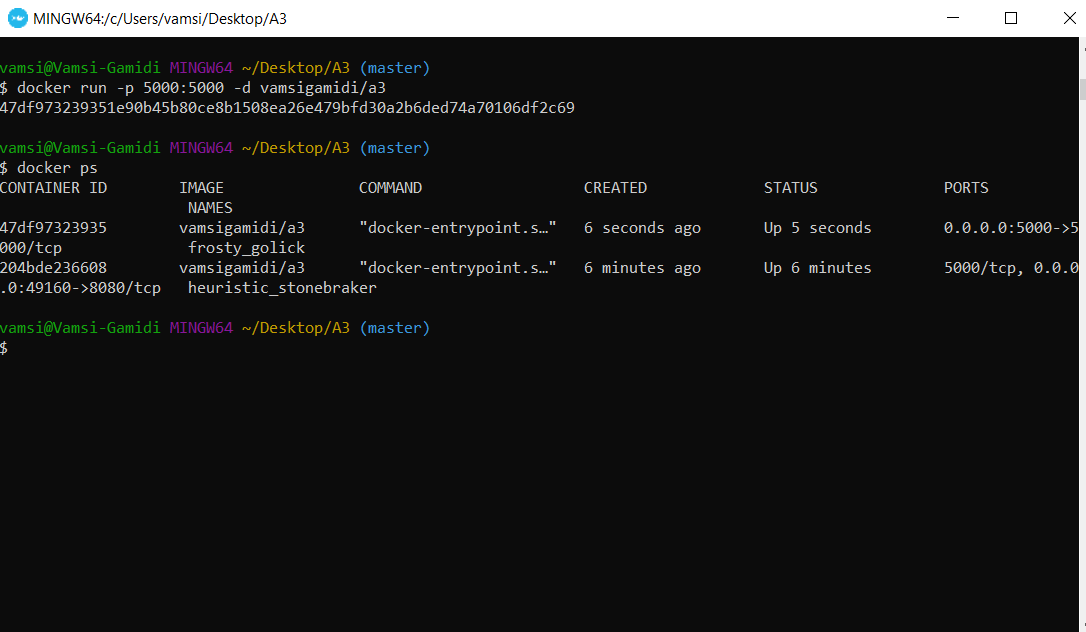 MINGW64:/c/Users/vamsi/Desktop/A3
vamsi@Vamsi-Gamidi MINGW64 ~/Desktop/A3 (master)
$ docker run -p 5000:5000 -d vamsigamidi/a3
47df973239351e90b45b80ce8b1508ea26e479bfd30a2b6ded74a70106df2c69
vamsi@Vamsi-Gamidi MINGW64 ~/Desktop/A3 (master)
$ docker ps
CONTAINER ID        IMAGE               COMMAND                  CREATED             STATUS              PORTS
                     NAMES
47df97323935        vamsigamidi/a3      "docker-entrypoint.s…"   6 seconds ago       Up 5 seconds        0.0.0.0:5000->5
000/tcp              frosty_golick
204bde236608        vamsigamidi/a3      "docker-entrypoint.s…"   6 minutes ago       Up 6 minutes        5000/tcp, 0.0.0
.0:49160->8080/tcp   heuristic_stonebraker
vamsi@Vamsi-Gamidi MINGW64 ~/Desktop/A3 (master)
$